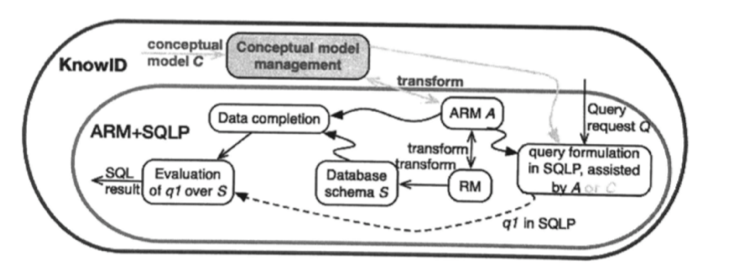 conceptual
model C
Conceptual model
management
KnowID
transform
Query
request Q
ARM+SQLP
Data completion
ARM A
transform
transform
query formulation
in SQLP, assisted
by A or C
SQL
result
Evaluation
of q1 over S
Database
schema S
RM
q1 in SQLP